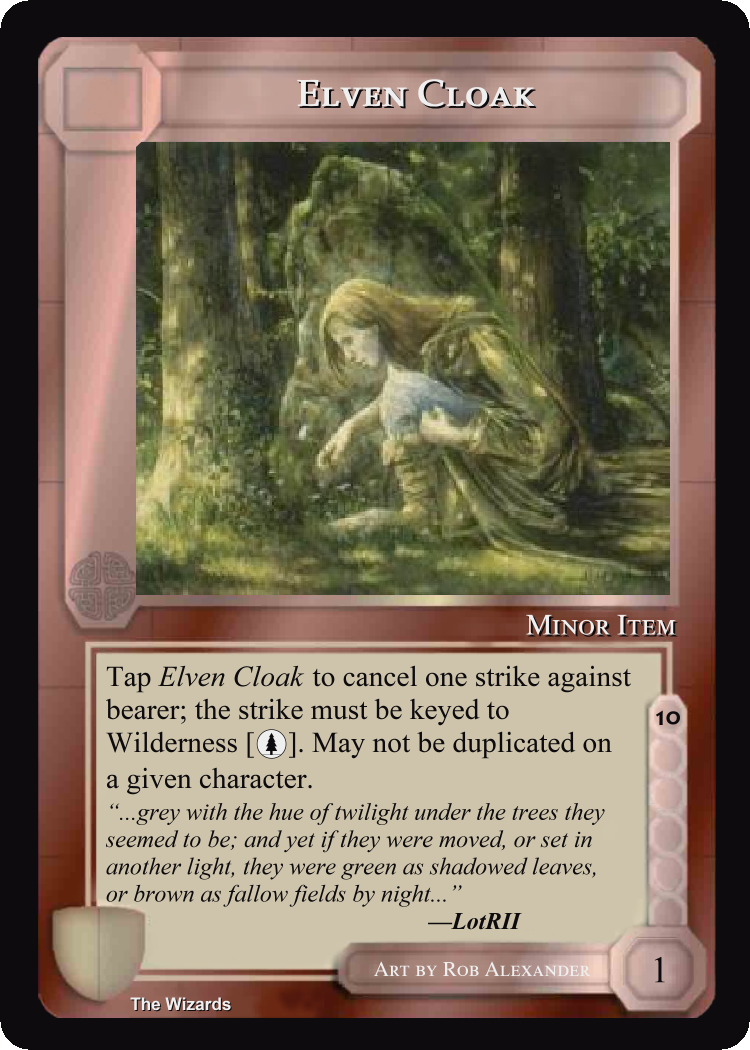 Elven Cloak
Minor Item
Tap Elven Cloak to cancel one strike against
bearer; the strike must be keyed to
Wilderness [ ]. May not be duplicated on
a given character.
“...grey with the hue of twilight under the trees they
seemed to be; and yet if they were moved, or set in
another light, they were green as shadowed leaves,
or brown as fallow fields by night...”
—LotRII
10
Art by Rob Alexander
1
The Wizards